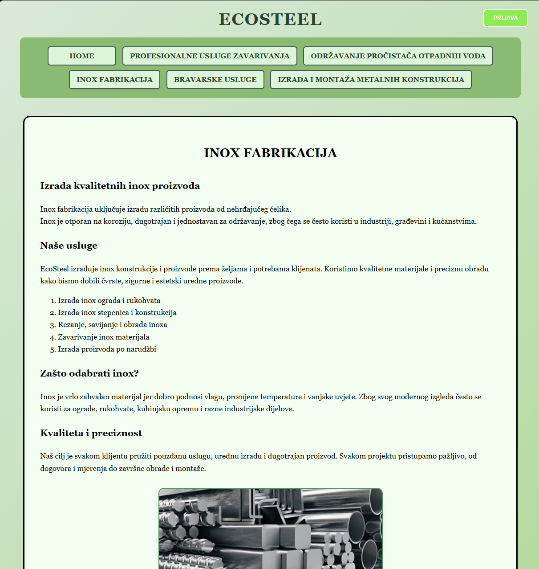 ECOSTEEL
PRIJAVA
HOME
PROFESIONALNE USLUGE ZAVARIVANJA
ODRŽAVANJE PROČISTAČA OTPADNIH VODA
INOX FABRIKACIJA
BRAVARSKE USLUGE
IZRADA I MONTAŽA METALNIH KONSTRUKCIJA
INOX FABRIKACIJA
Izrada kvalitetnih inox proizvoda
Inox fabrikacija uključuje izradu različitih proizvoda od nehrđajućeg čelika.
Inox je otporan na koroziju, dugotrajan i jednostavan za održavanje, zbog čega se često koristi u industriji, građevini i kućanstvima.
Naše usluge
EcoSteel izrađuje inox konstrukcije i proizvode prema željama i potrebama klijenata. Koristimo kvalitetne materijale i preciznu obradu
kako bismo dobili čvrste, sigurne i estetski uredne proizvode.
1. Izrada inox ograda i rukohvata
2. Izrada inox stepenica i konstrukcija
3. Rezanje, savijanje i obrada inoxa
4. Zavarivanje inox materijala
5. Izrada proizvoda po narudžbi
Zašto odabrati inox?
Inox je vrlo zahvalan materijal jer dobro podnosi vlagu, promjene temperature i vanjske uvjete. Zbog svog modernog izgleda često se
koristi za ograde, rukohvate, kuhinjsku opremu i razne industrijske dijelove.
Kvaliteta i preciznost
Naš cilj je svakom klijentu pružiti pouzdanu uslugu, urednu izradu i dugotrajan proizvod. Svakom projektu pristupamo pažljivo, od
dogovora i mjerenja do završne obrade i montaže.